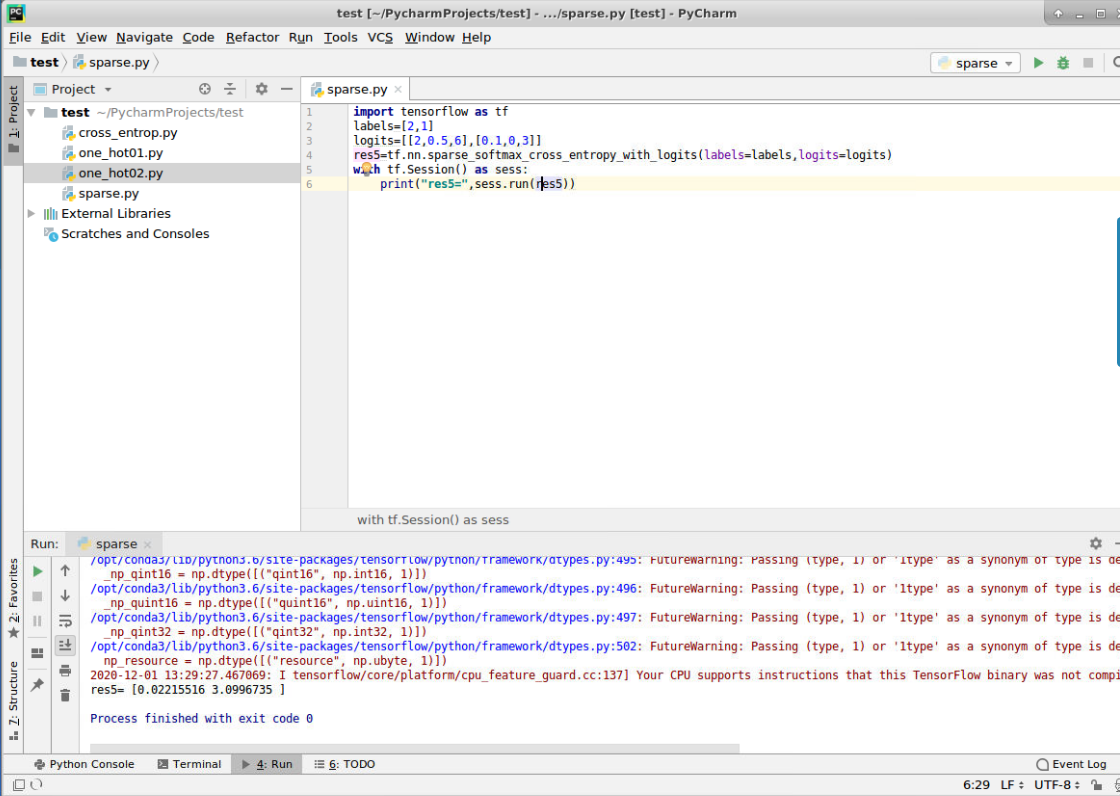 test [~/PycharmProjects/test] - .../sparse.py [test] - PyCharm
File Edit View Navigate Code Refactor Run Tools VCS Window Help
test sparse.py sparse
1: Project
Project
sparse.py
test ~/PycharmProjects/test
cross_entrop.py
one_hot01.py
one_hot02.py
sparse.py
External Libraries
Scratches and Consoles
1 import tensorflow as tf
2 labels=[2,1]
3 logits=[[2,0.5,6],[0.1,0,3]]
4 res5=tf.nn.sparse_softmax_cross_entropy_with_logits(labels=labels,logits=logits)
5 with tf.Session() as sess:
6 print("res5=",sess.run(res5))
with tf.Session() as sess
Run: sparse
2: Favorites
7: Structure
/opt/conda3/lib/python3.6/site-packages/tensorflow/python/framework/dtypes.py:495: FutureWarning: Passing (type, 1) or '1type' as a synonym of type is de
_np_qint16 = np.dtype([("qint16", np.int16, 1)])
/opt/conda3/lib/python3.6/site-packages/tensorflow/python/framework/dtypes.py:496: FutureWarning: Passing (type, 1) or '1type' as a synonym of type is de
_np_quint16 = np.dtype([("quint16", np.uint16, 1)])
/opt/conda3/lib/python3.6/site-packages/tensorflow/python/framework/dtypes.py:497: FutureWarning: Passing (type, 1) or '1type' as a synonym of type is de
_np_qint32 = np.dtype([("qint32", np.int32, 1)])
/opt/conda3/lib/python3.6/site-packages/tensorflow/python/framework/dtypes.py:502: FutureWarning: Passing (type, 1) or '1type' as a synonym of type is de
np_resource = np.dtype([("resource", np.ubyte, 1)])
2020-12-01 13:29:27.467069: I tensorflow/core/platform/cpu_feature_guard.cc:137] Your CPU supports instructions that this TensorFlow binary was not compi
res5= [0.02215516 3.0996735 ]
Process finished with exit code 0
Python Console Terminal 4: Run 6: TODO Event Log
6:29 LF UTF-8